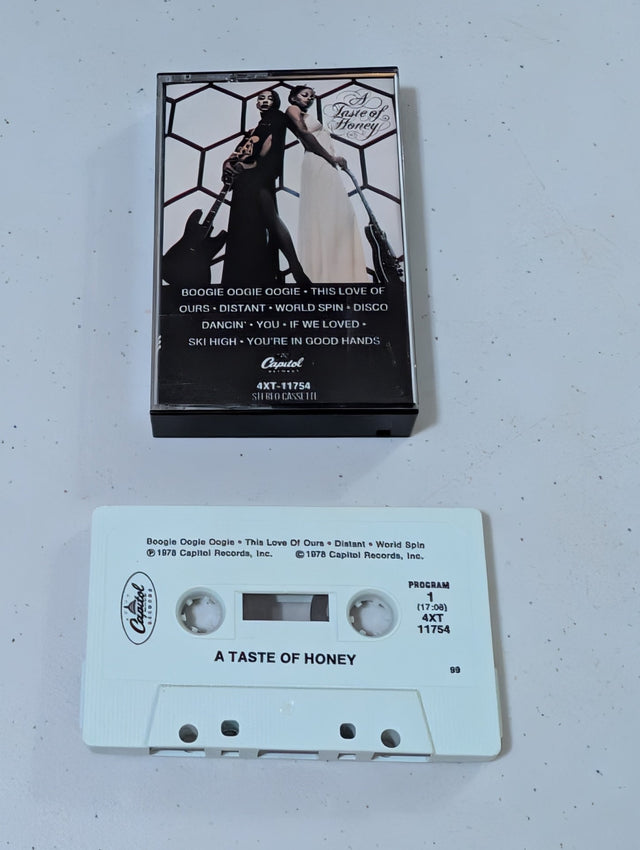 A
Taste of
Honey
BOOGIE OOGIE OOGIE • THIS LOVE OF
OURS • DISTANT • WORLD SPIN • DISCO
DANCIN' • YOU • IF WE LOVED •
SKI HIGH • YOU'RE IN GOOD HANDS
Capitol
RECORDS
4XT-11754
STEREO CASSETTE
Boogie Oogie Oogie • This Love Of Ours • Distant • World Spin
℗ 1978 Capitol Records, Inc. © 1978 Capitol Records, Inc.
Capitol
RECORDS
PROGRAM
1
(17:08)
4XT
11754
A TASTE OF HONEY
99